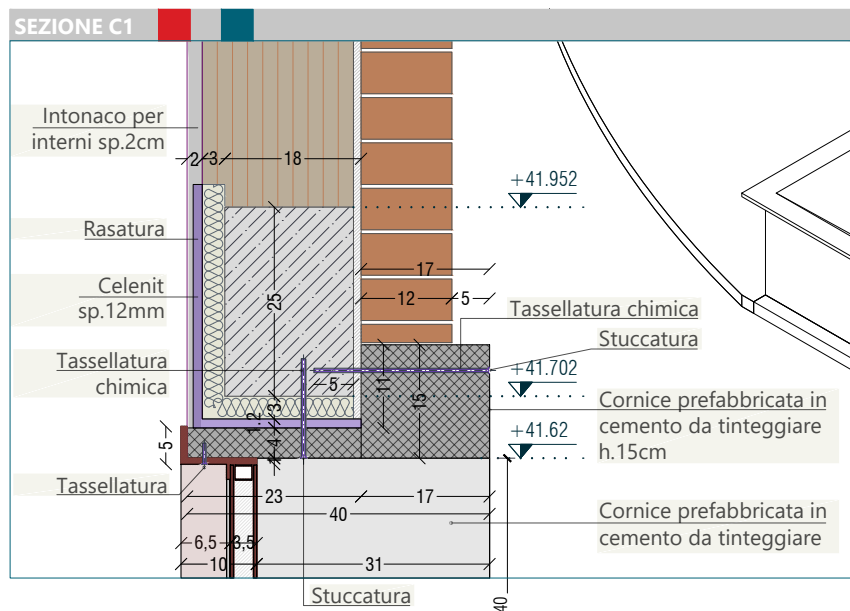 SEZIONE C1
Intonaco per
interni sp.2cm
2
3
18
+41.952
Rasatura
17
12
5
Celenit
sp.12mm
25
Tassellatura chimica
Stuccatura
Tassellatura
chimica
5
11
15
+41.702
3
1.2
Cornice prefabbricata in
cemento da tinteggiare
h.15cm
5
4
1
+41.62
Tassellatura
23
17
40
Cornice prefabbricata in
cemento da tinteggiare
6,5
3,5
10
31
Stuccatura
40